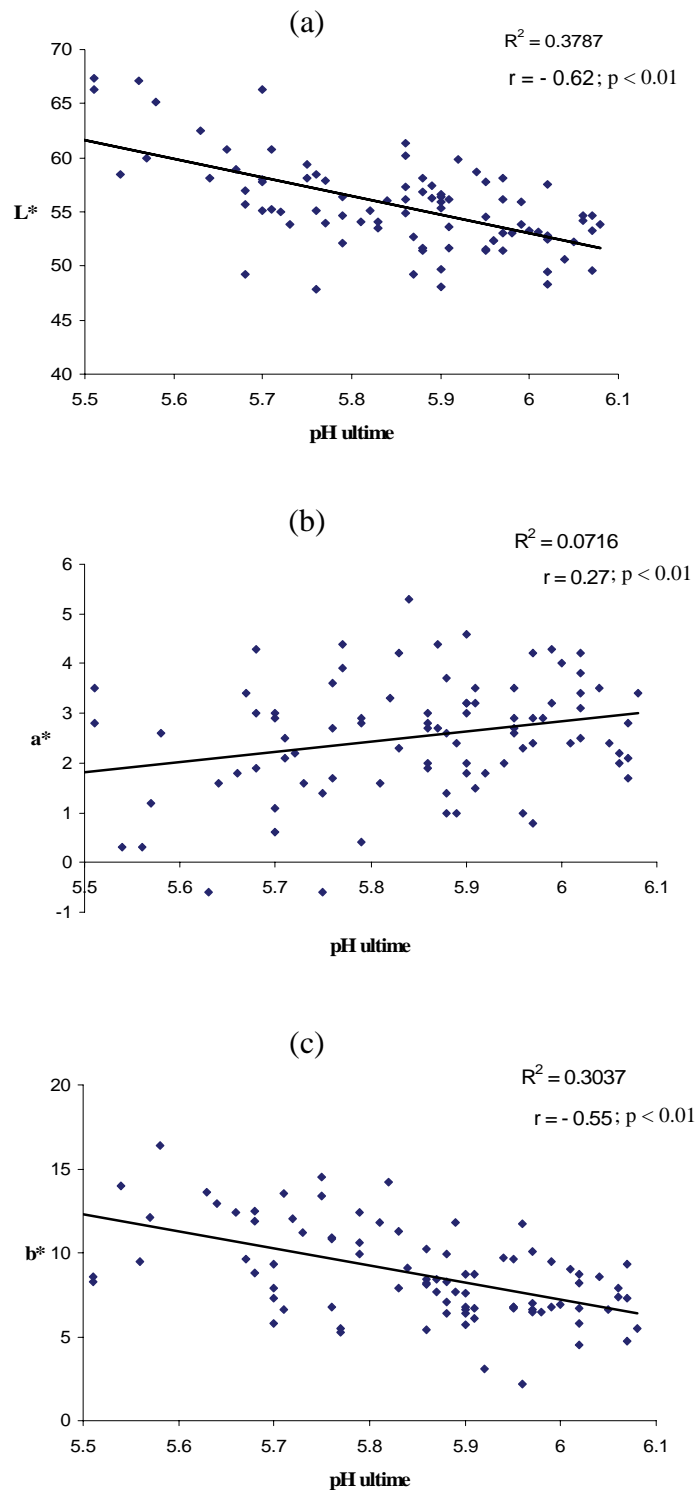 (a)
R² = 0.3787
r = - 0.62; p < 0.01
70
65
60
55
50
45
40
L*
5.5 5.6 5.7 5.8 5.9 6 6.1
pH ultime
(b)
R² = 0.0716
r = 0.27; p < 0.01
6
5
4
3
2
1
0
-1
a*
5.5 5.6 5.7 5.8 5.9 6 6.1
pH ultime
(c)
R² = 0.3037
r = - 0.55; p < 0.01
20
15
10
5
0
b*
5.5 5.6 5.7 5.8 5.9 6 6.1
pH ultime